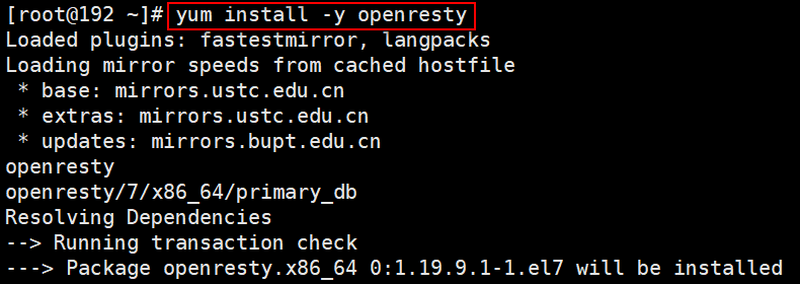 [root@192 ~]# yum install -y openresty
Loaded plugins: fastestmirror, langpacks
Loading mirror speeds from cached hostfile
 * base: mirrors.ustc.edu.cn
 * extras: mirrors.ustc.edu.cn
 * updates: mirrors.bupt.edu.cn
openresty
openresty/7/x86_64/primary_db
Resolving Dependencies
--> Running transaction check
---> Package openresty.x86_64 0:1.19.9.1-1.el7 will be installed